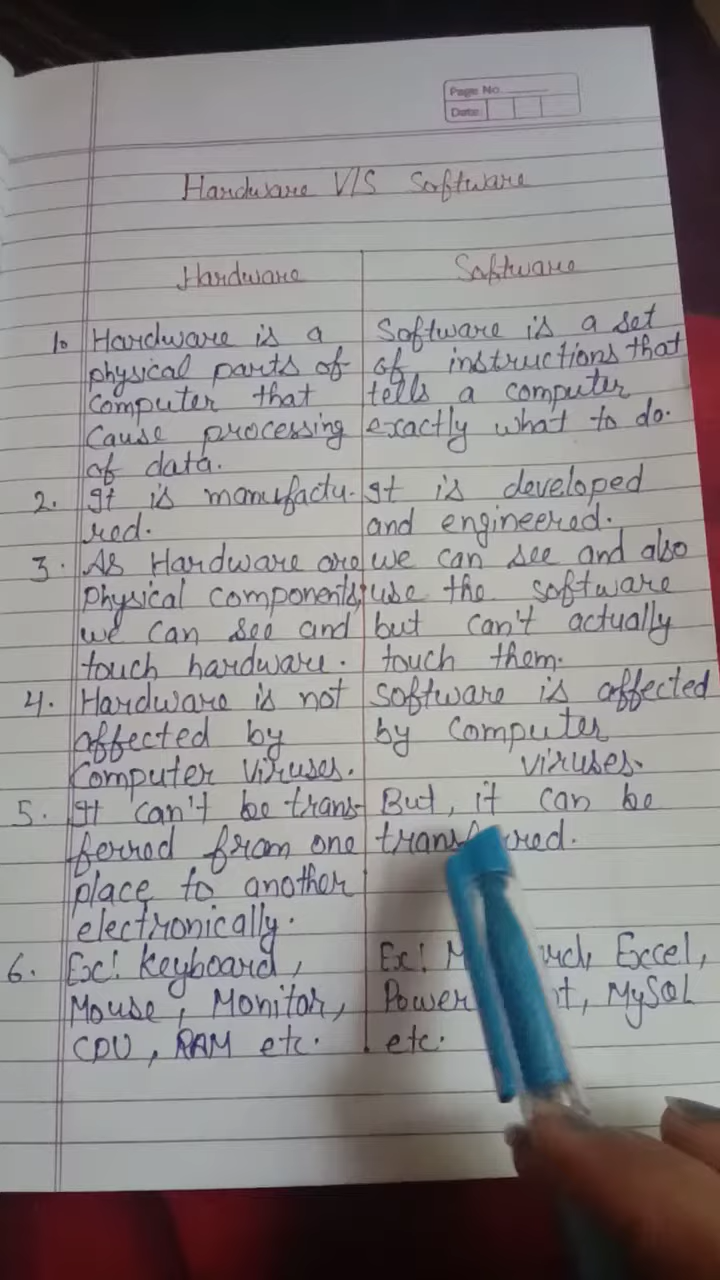 Page No.
Date:
Hardware V/S Software
Hardware
Software
1. Hardware is a
physical parts of
computer that
cause processing
of data.
Software is a set
of instructions that
tells a computer
exactly what to do.
2. It is manufactu-
red.
It is developed
and engineered.
3. As Hardware are
physical components,
we can see and
touch hardware.
we can see and also
use the software
but can't actually
touch them.
4. Hardware is not
affected by
computer viruses.
Software is affected
by computer
viruses.
5. It can't be trans-
ferred from one
place to another
electronically.
But, it can be
6. Ex: Keyboard,
Mouse, Monitor,
CPU, RAM etc.
Ex: Excel,
Power MySQL
etc.